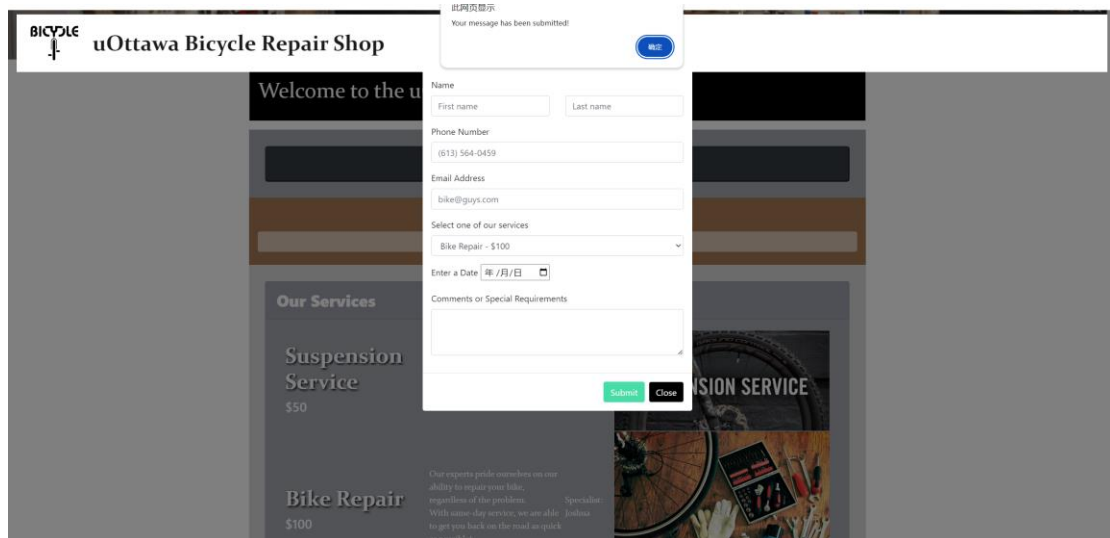 此网页显示
Your message has been submitted!
确定
BICYCLE
uOttawa Bicycle Repair Shop
Welcome to the u
Name
First name
Last name
Phone Number
(613) 564-0459
Email Address
bike@guys.com
Select one of our services
Bike Repair - $100
Enter a Date 年 /月/日
Comments or Special Requirements
Submit
Close
Our Services
Suspension
Service
$50
NSION SERVICE
Bike Repair
$100
Our experts pride ourselves on our
ability to repair your bike,
regardless of the problem.
With same-day service, we are able
to get you back on the road as quick
Specialist:
Joshua